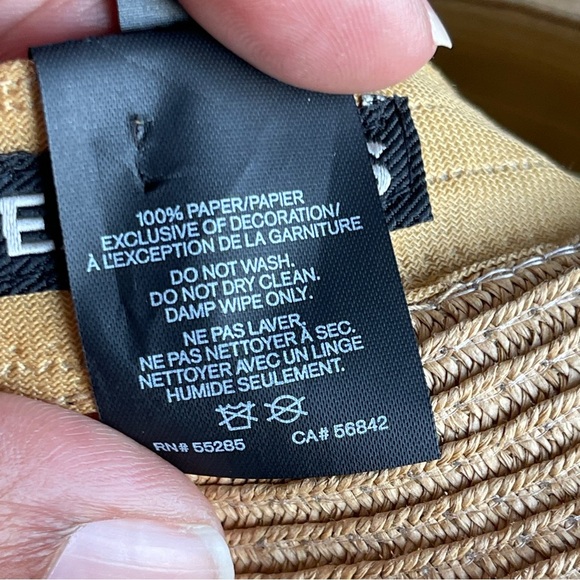 E
S
100% PAPER/PAPIER
EXCLUSIVE OF DECORATION/
À L'EXCEPTION DE LA GARNITURE
DO NOT WASH.
DO NOT DRY CLEAN.
DAMP WIPE ONLY.
NE PAS LAVER,
NE PAS NETTOYER À SEC.
NETTOYER AVEC UN LINGE
HUMIDE SEULEMENT.
RN# 55285 CA# 56842